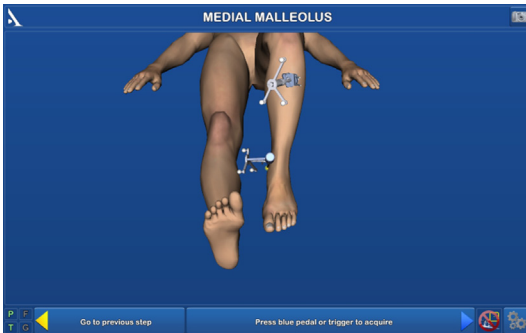 MEDIAL MALLEOLUS
P F
T G
Go to previous step
Press blue pedal or trigger to acquire